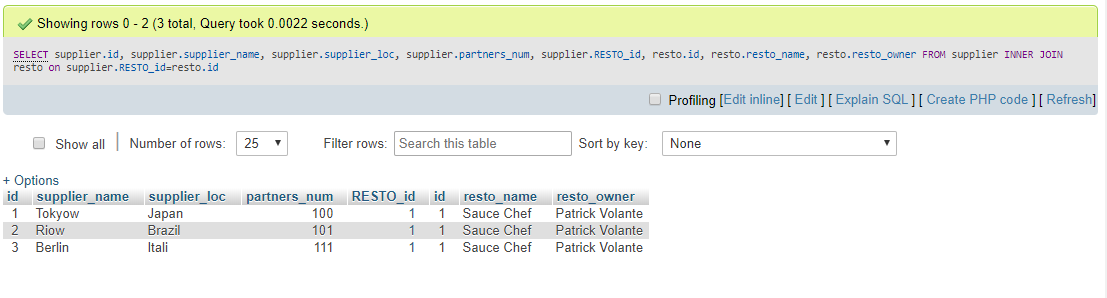 Showing rows 0 - 2 (3 total, Query took 0.0022 seconds.)
SELECT supplier.id, supplier.supplier_name, supplier.supplier_loc, supplier.partners_num, supplier.RESTO_id, resto.id, resto.resto_name, resto.resto_owner FROM supplier INNER JOIN
resto on supplier.RESTO_id=resto.id
Profiling [Edit inline] [ Edit ] [ Explain SQL ] [ Create PHP code ] [ Refresh]
Show all | Number of rows: 25 Filter rows: Search this table Sort by key: None
+ Options
id supplier_name supplier_loc partners_num RESTO_id id resto_name resto_owner
1 Tokyow Japan 100 1 1 Sauce Chef Patrick Volante
2 Riow Brazil 101 1 1 Sauce Chef Patrick Volante
3 Berlin Itali 111 1 1 Sauce Chef Patrick Volante